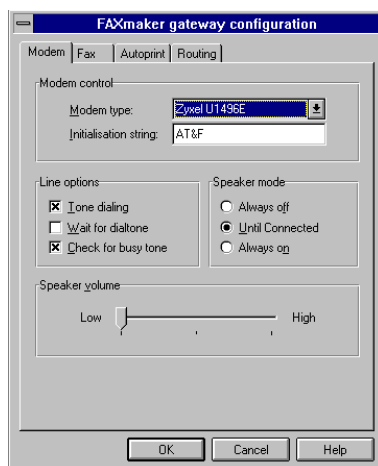 FAXmaker gateway configuration
Modem Fax Autoprint Routing
Modem control
Modem type: Zyxel U1496E
Initialisation string: AT&F
Line options
Tone dialing
Wait for dialtone
Check for busy tone
Speaker mode
Always off
Until Connected
Always on
Speaker volume
Low High
OK Cancel Help